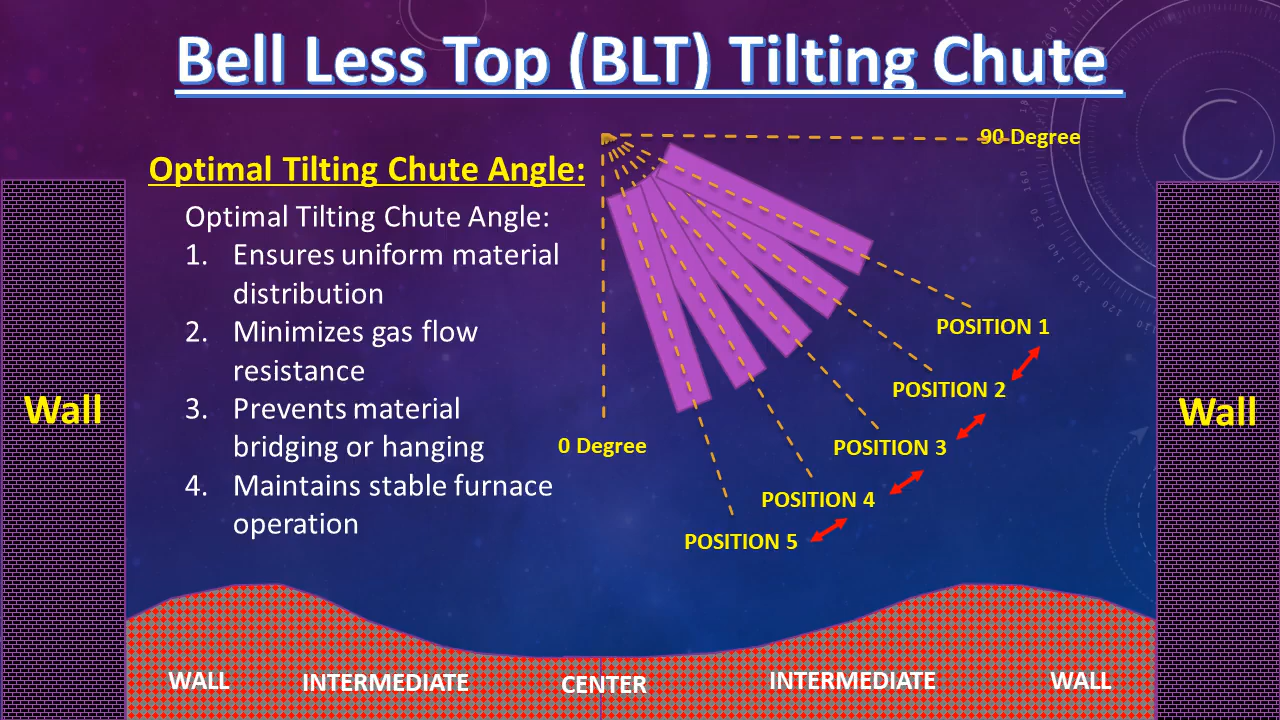 Bell Less Top (BLT) Tilting Chute
90 Degree
Optimal Tilting Chute Angle:
Optimal Tilting Chute Angle:
1. Ensures uniform material
distribution
2. Minimizes gas flow
resistance
3. Prevents material
bridging or hanging
4. Maintains stable furnace
operation
POSITION 1
POSITION 2
POSITION 3
POSITION 4
POSITION 5
0 Degree
Wall
Wall
WALL
INTERMEDIATE
CENTER
INTERMEDIATE
WALL